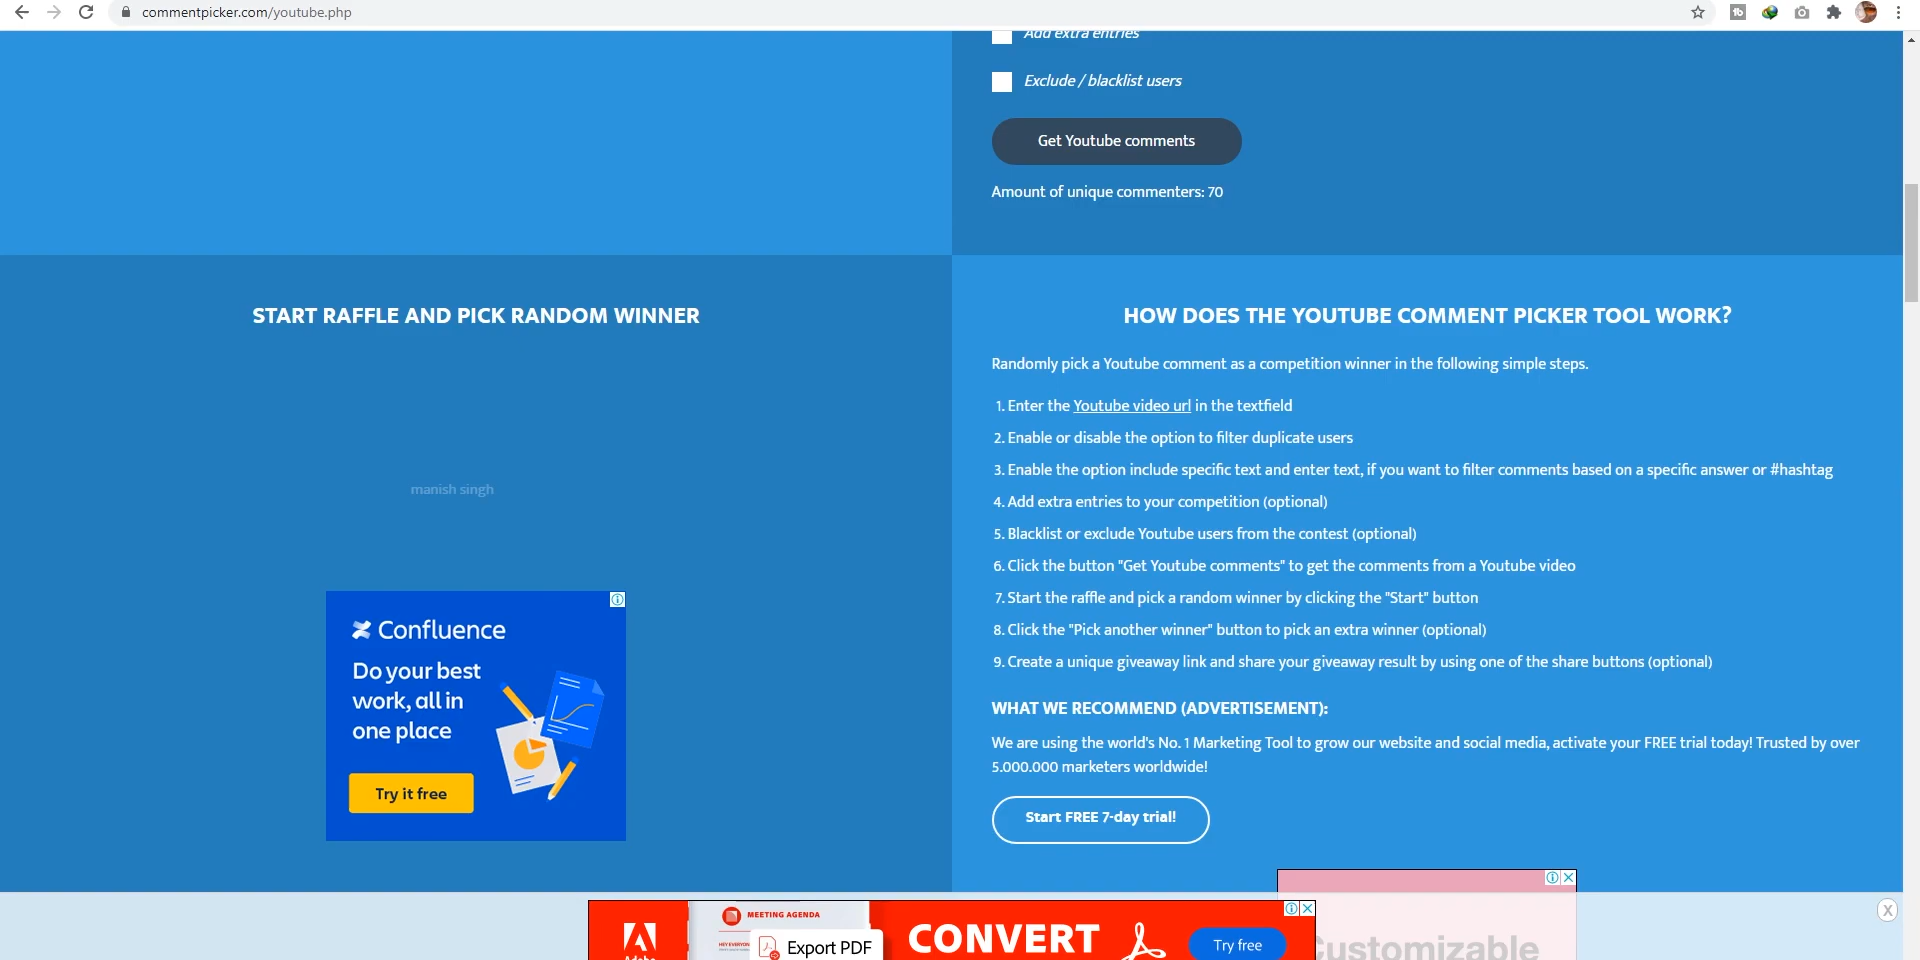 commentpicker.com/youtube.php
Add extra entries
Exclude / blacklist users
Get Youtube comments
Amount of unique commenters: 70
START RAFFLE AND PICK RANDOM WINNER
manish singh
Confluence
Do your best
work, all in
one place
Try it free
HOW DOES THE YOUTUBE COMMENT PICKER TOOL WORK?
Randomly pick a Youtube comment as a competition winner in the following simple steps.
1. Enter the Youtube video url in the textfield
2. Enable or disable the option to filter duplicate users
3. Enable the option include specific text and enter text, if you want to filter comments based on a specific answer or #hashtag
4. Add extra entries to your competition (optional)
5. Blacklist or exclude Youtube users from the contest (optional)
6. Click the button "Get Youtube comments" to get the comments from a Youtube video
7. Start the raffle and pick a random winner by clicking the "Start" button
8. Click the "Pick another winner" button to pick an extra winner (optional)
9. Create a unique giveaway link and share your giveaway result by using one of the share buttons (optional)
WHAT WE RECOMMEND (ADVERTISEMENT):
We are using the world's No. 1 Marketing Tool to grow our website and social media, activate your FREE trial today! Trusted by over
5.000.000 marketers worldwide!
Start FREE 7-day trial!
Adobe
MEETING AGENDA
Export PDF
CONVERT
Try free
Customizable